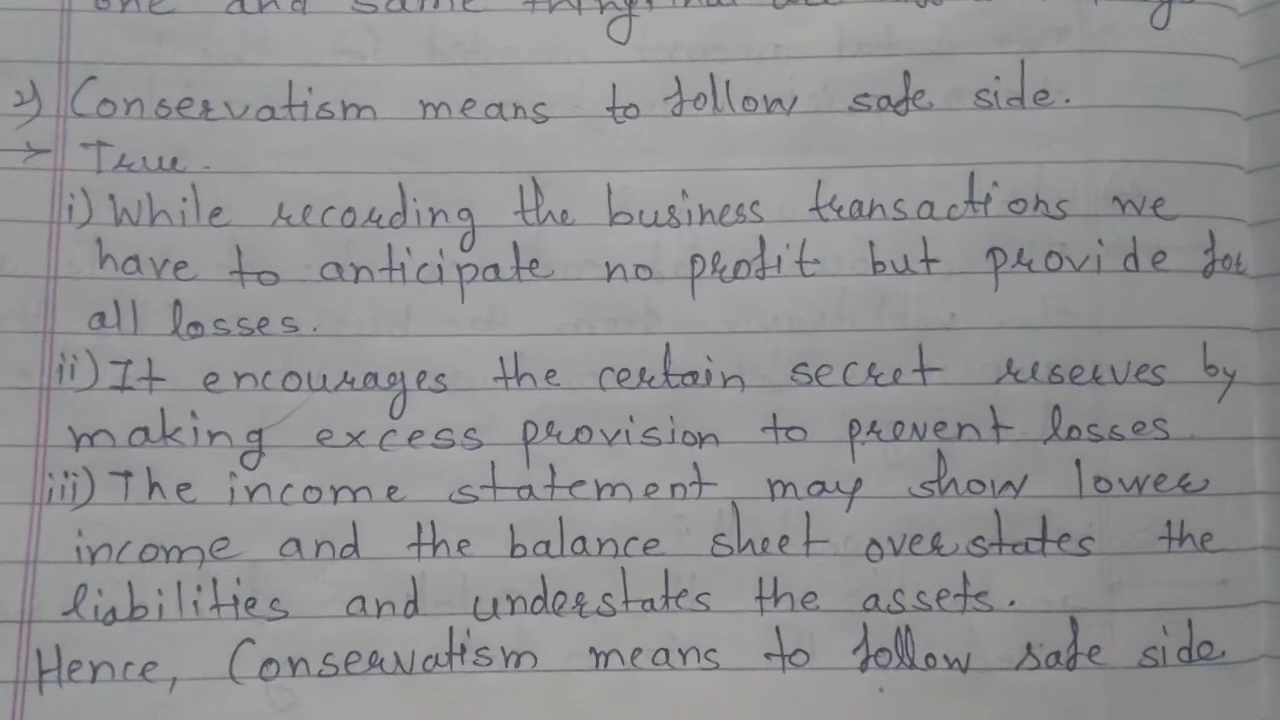 one and same
2) Conservatism means to follow safe side.
→ True.
i) While recording the business transactions we
have to anticipate no profit but provide for
all losses.
ii) It encourages the certain secret reserves by
making excess provision to prevent losses
iii) The income statement may show lower
income and the balance sheet overstates the
liabilities and understates the assets.
Hence, Conservatism means to follow safe side